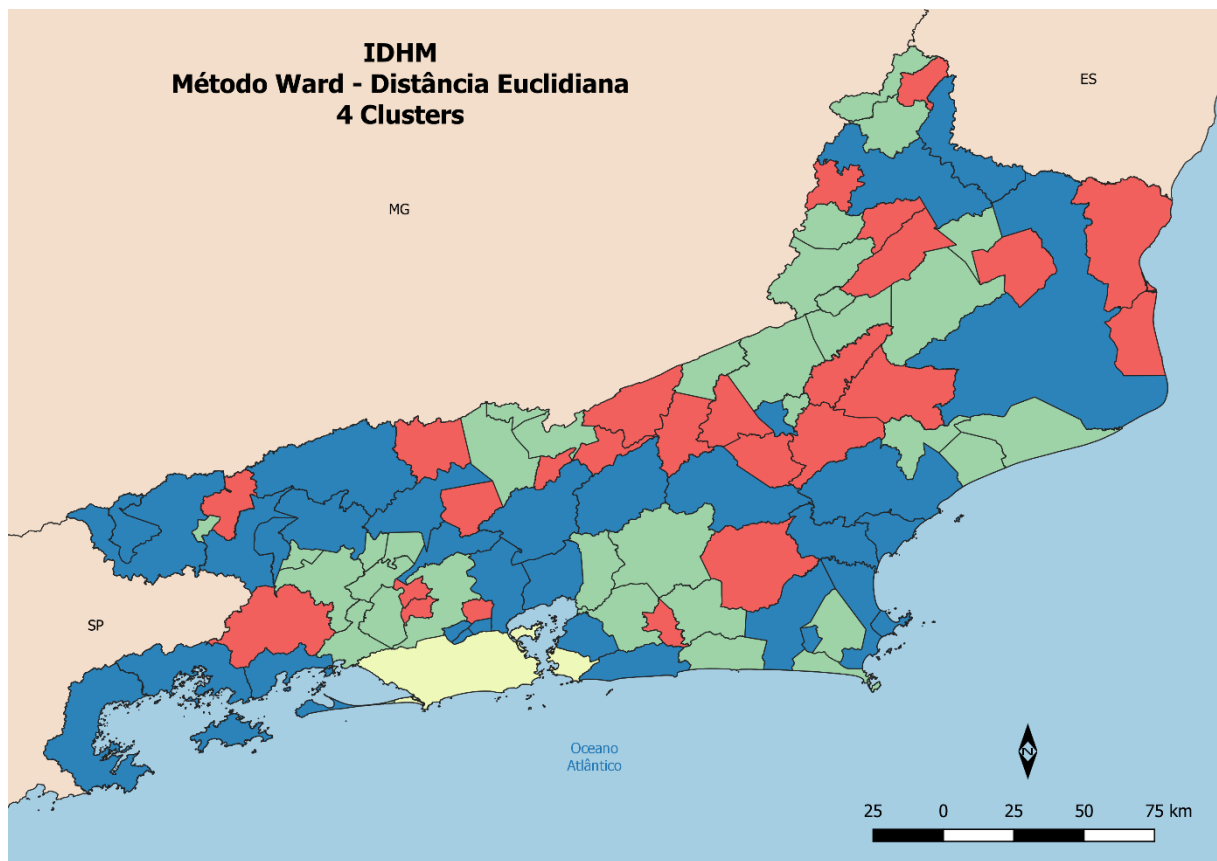 IDHM
Método Ward - Distância Euclidiana
4 Clusters
ES
MG
SP
Oceano
Atlântico
N
25 0 25 50 75 km